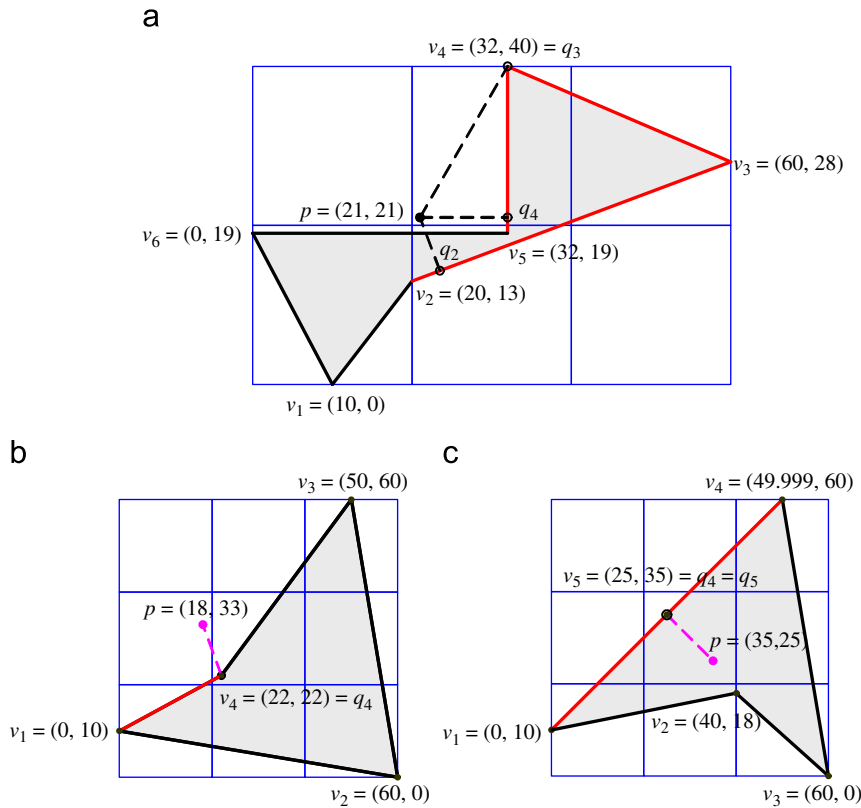 a
v4 = (32, 40) = q3
v3 = (60, 28)
p = (21, 21)
q4
v6 = (0, 19)
q2
v5 = (32, 19)
v2 = (20, 13)
v1 = (10, 0)
b
v3 = (50, 60)
p = (18, 33)
v4 = (22, 22) = q4
v1 = (0, 10)
v2 = (60, 0)
c
v4 = (49.999, 60)
v5 = (25, 35) = q4 = q5
p = (35,25)
v1 = (0, 10)
v2 = (40, 18)
v3 = (60, 0)